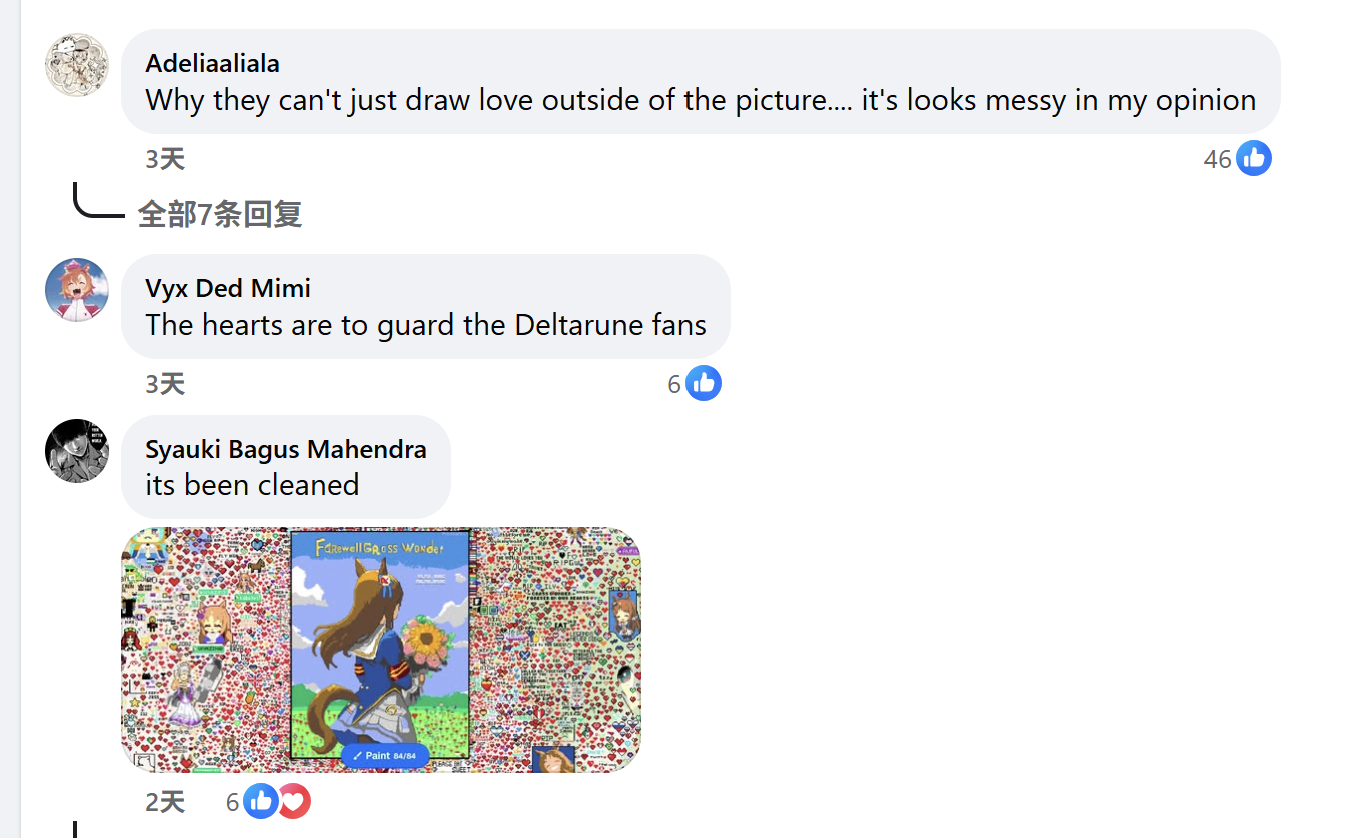 Adeliaaliala
Why they can't just draw love outside of the picture.... it's looks messy in my opinion
3天
46
全部7条回复
Vyx Ded Mimi
The hearts are to guard the Deltarune fans
3天
6
Syauki Bagus Mahendra
its been cleaned
Farewell GRass Wonder
Paint 84/84
2天
6